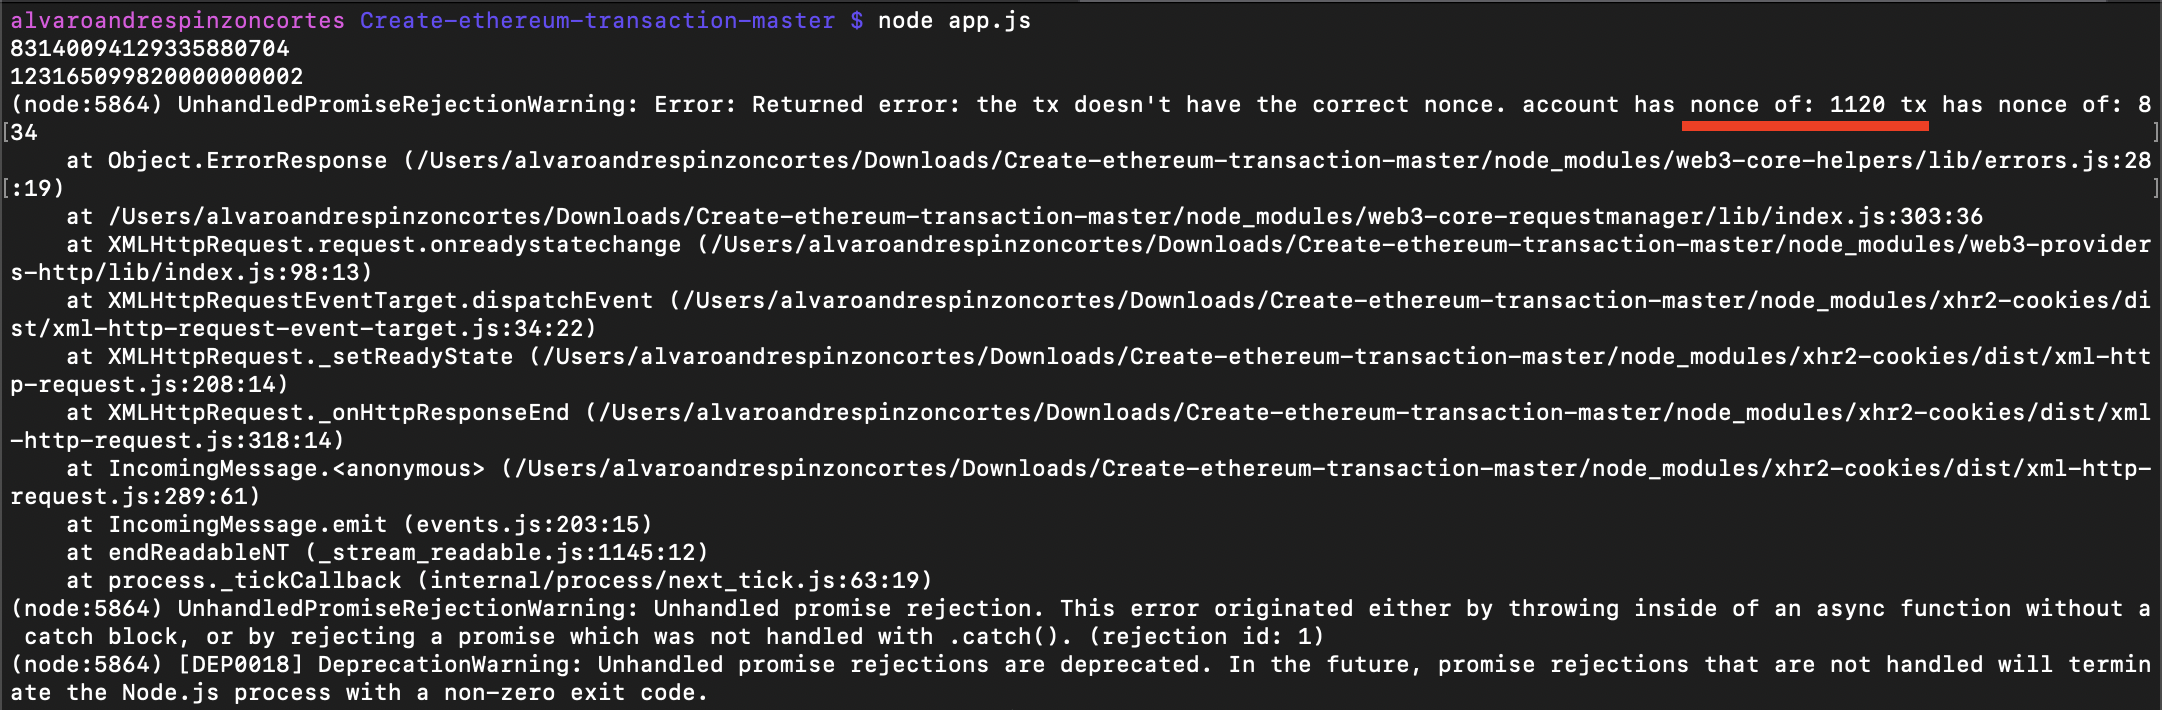 alvaroandrespinzoncortes Create-ethereum-transaction-master $ node app.js
83140094129335880704
123165099820000000002
(node:5864) UnhandledPromiseRejectionWarning: Error: Returned error: the tx doesn't have the correct nonce. account has nonce of: 1120 tx has nonce of: 8
[34 ]
    at Object.ErrorResponse (/Users/alvaroandrespinzoncortes/Downloads/Create-ethereum-transaction-master/node_modules/web3-core-helpers/lib/errors.js:28
[:19) ]
    at /Users/alvaroandrespinzoncortes/Downloads/Create-ethereum-transaction-master/node_modules/web3-core-requestmanager/lib/index.js:303:36
    at XMLHttpRequest.request.onreadystatechange (/Users/alvaroandrespinzoncortes/Downloads/Create-ethereum-transaction-master/node_modules/web3-provider
s-http/lib/index.js:98:13)
    at XMLHttpRequestEventTarget.dispatchEvent (/Users/alvaroandrespinzoncortes/Downloads/Create-ethereum-transaction-master/node_modules/xhr2-cookies/di
st/xml-http-request-event-target.js:34:22)
    at XMLHttpRequest._setReadyState (/Users/alvaroandrespinzoncortes/Downloads/Create-ethereum-transaction-master/node_modules/xhr2-cookies/dist/xml-htt
p-request.js:208:14)
    at XMLHttpRequest._onHttpResponseEnd (/Users/alvaroandrespinzoncortes/Downloads/Create-ethereum-transaction-master/node_modules/xhr2-cookies/dist/xml
-http-request.js:318:14)
    at IncomingMessage.<anonymous> (/Users/alvaroandrespinzoncortes/Downloads/Create-ethereum-transaction-master/node_modules/xhr2-cookies/dist/xml-http-
request.js:289:61)
    at IncomingMessage.emit (events.js:203:15)
    at endReadableNT (_stream_readable.js:1145:12)
    at process._tickCallback (internal/process/next_tick.js:63:19)
(node:5864) UnhandledPromiseRejectionWarning: Unhandled promise rejection. This error originated either by throwing inside of an async function without a
 catch block, or by rejecting a promise which was not handled with .catch(). (rejection id: 1)
(node:5864) [DEP0018] DeprecationWarning: Unhandled promise rejections are deprecated. In the future, promise rejections that are not handled will termin
ate the Node.js process with a non-zero exit code.